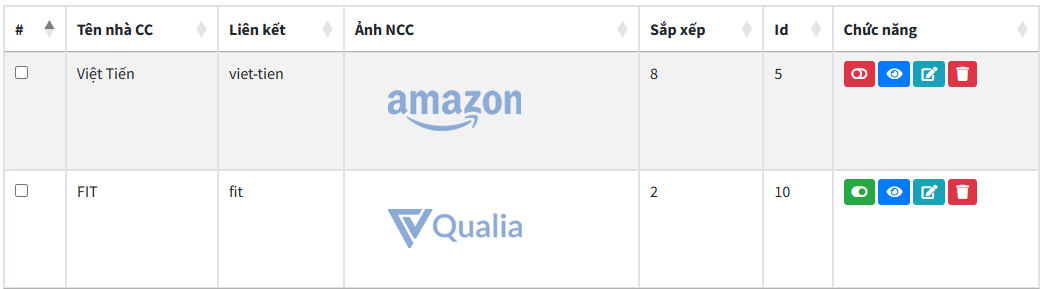 # Tên nhà CC Liên kết Ảnh NCC Sắp xếp Id Chức năng
Việt Tiến viet-tien 8 5
amazon
FIT fit 2 10
Qualia